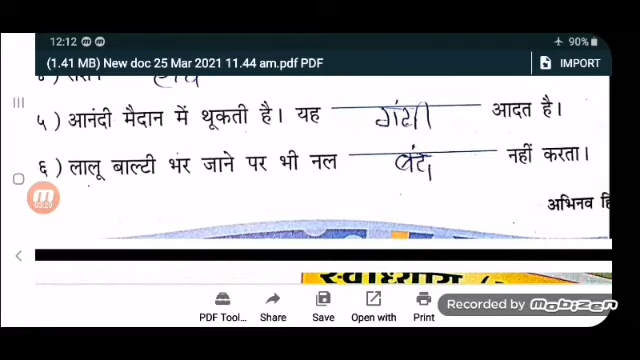 12:12
90%
(1.41 MB) New doc 25 Mar 2021 11.44 am.pdf PDF
IMPORT
५) आनंदी मैदान में थूकती है। यह गंदी आदत है।
६) लालू बाल्टी भर जाने पर भी नल बंद नहीं करता।
अभिनव हि
स्वाध्याय
PDF Tool...
Share
Save
Open with
Print
Recorded by mobizen